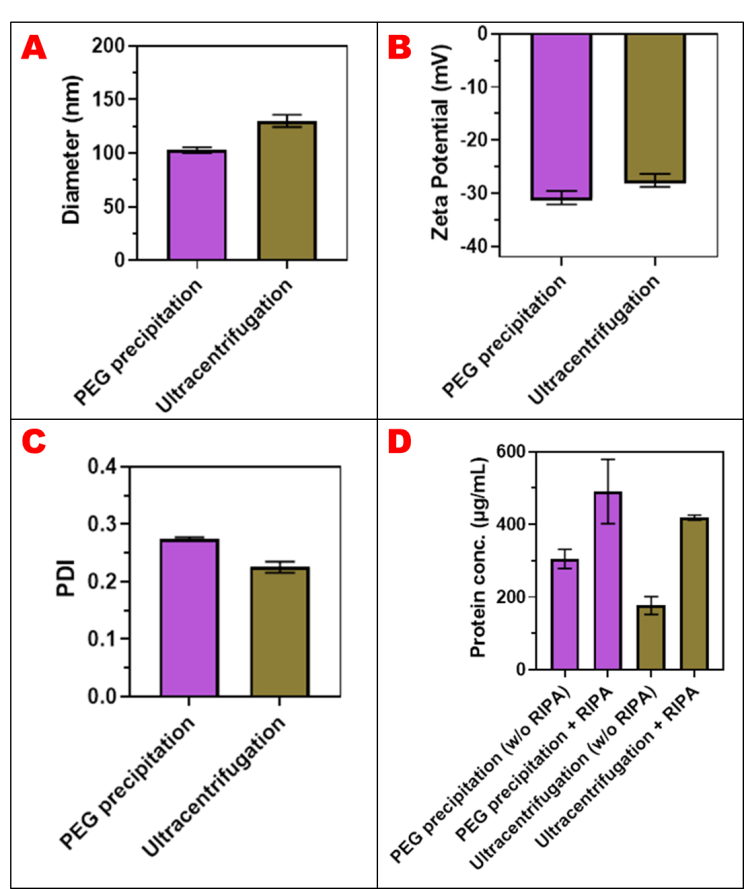 A
Diameter (nm)
200
150
100
50
0
PEG precipitation
Ultracentrifugation
B
Zeta Potential (mV)
0
-10
-20
-30
-40
PEG precipitation
Ultracentrifugation
C
PDI
0.4
0.3
0.2
0.1
0.0
PEG precipitation
Ultracentrifugation
D
Protein conc. (µg/mL)
600
400
200
0
PEG precipitation (w/o RIPA)
PEG precipitation + RIPA
Ultracentrifugation (w/o RIPA)
Ultracentrifugation + RIPA